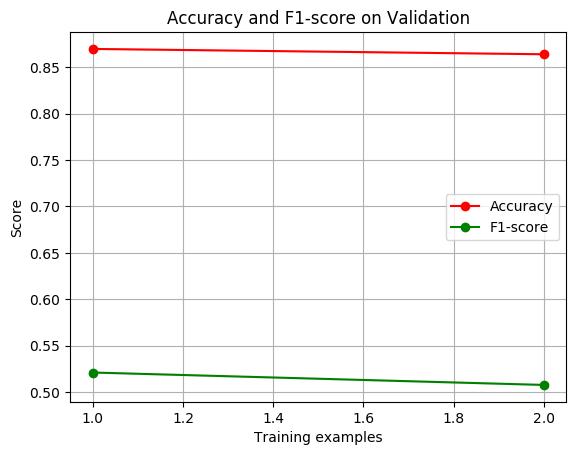 Accuracy and F1-score on Validation
0.85
0.80
0.75
0.70
0.65
0.60
0.55
0.50
Score
Accuracy
F1-score
1.0 1.2 1.4 1.6 1.8 2.0
Training examples